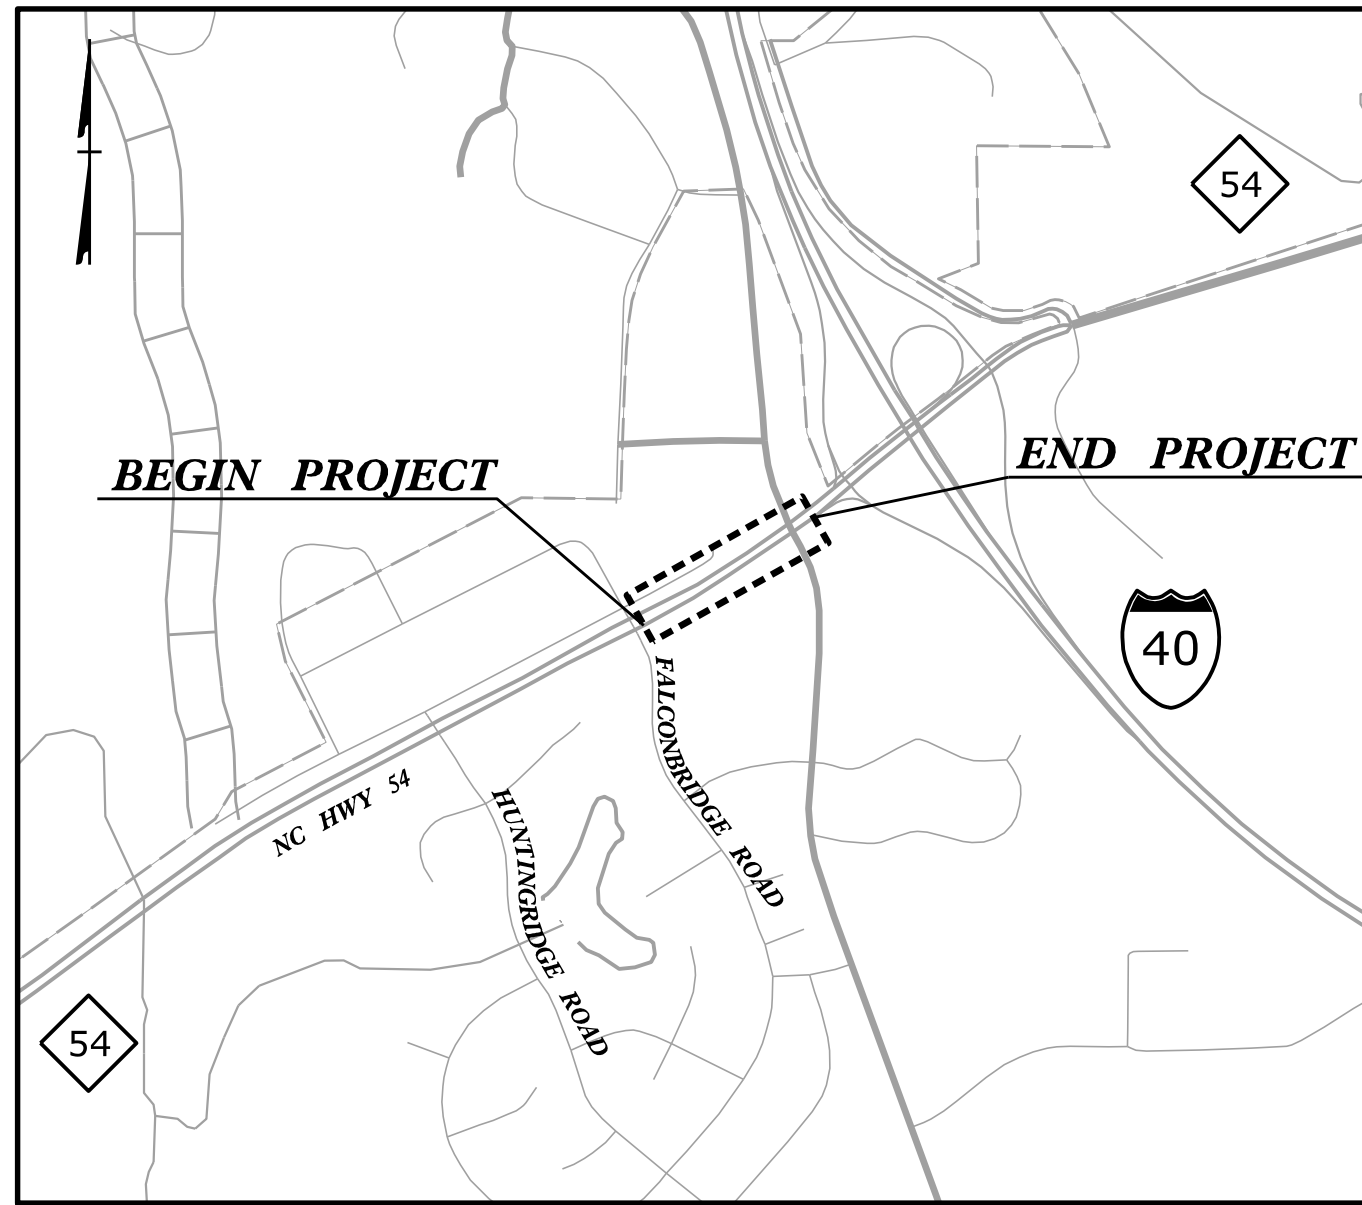 54
END PROJECT
BEGIN PROJECT
40
FALCONBRIDGE ROAD
NC HWY 54
HUNTINGRIDGE ROAD
54